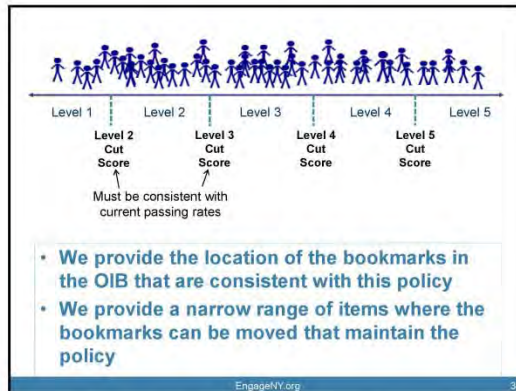 Level 1 Level 2 Level 3 Level 4 Level 5
Level 2 Level 3 Level 4 Level 5
Cut Cut Cut Cut
Score Score Score Score
Must be consistent with
current passing rates
• We provide the location of the bookmarks in
the OIB that are consistent with this policy
• We provide a narrow range of items where the
bookmarks can be moved that maintain the
policy
EngageNY.org